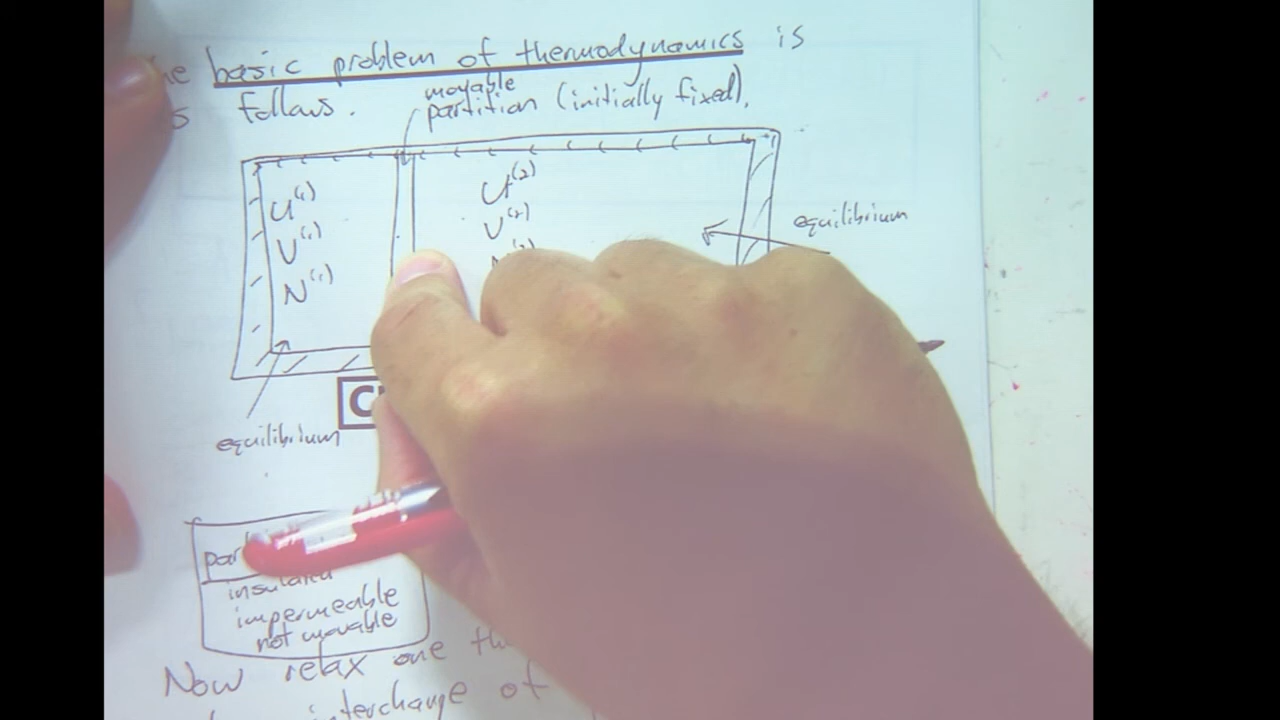 basic problem of thermodynamics is
follows.
movable
partition (initially fixed).
U⁽¹⁾
V⁽¹⁾
N⁽¹⁾
U⁽²⁾
V⁽²⁾
equilibrium
equilibrium
insulated
impermeable
not movable
Now relax one
interchange of